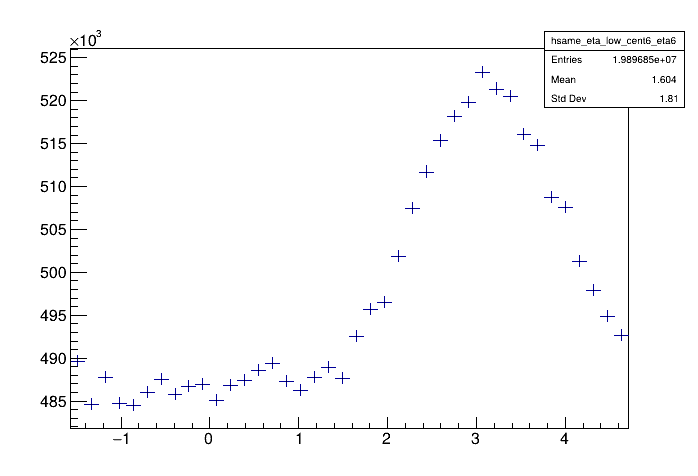 ×10³
hsame_eta_low_cent6_eta6
Entries 1.989685e+07
Mean 1.604
Std Dev 1.81
525
520
515
510
505
500
495
490
485
−1 0 1 2 3 4